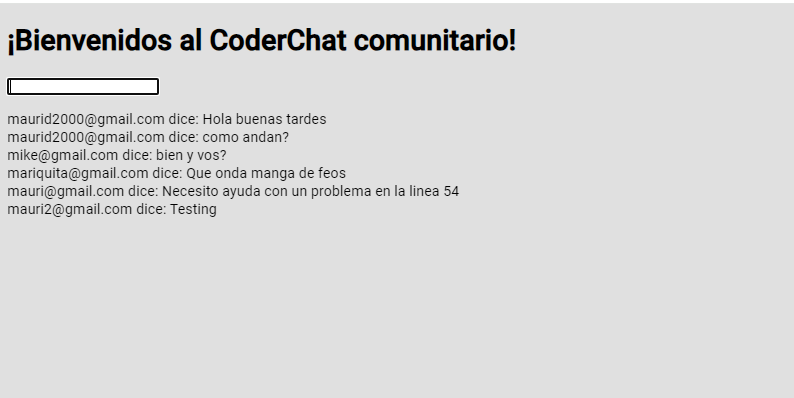 ¡Bienvenidos al CoderChat comunitario!
maurid2000@gmail.com dice: Hola buenas tardes
maurid2000@gmail.com dice: como andan?
mike@gmail.com dice: bien y vos?
mariquita@gmail.com dice: Que onda manga de feos
mauri@gmail.com dice: Necesito ayuda con un problema en la linea 54
mauri2@gmail.com dice: Testing